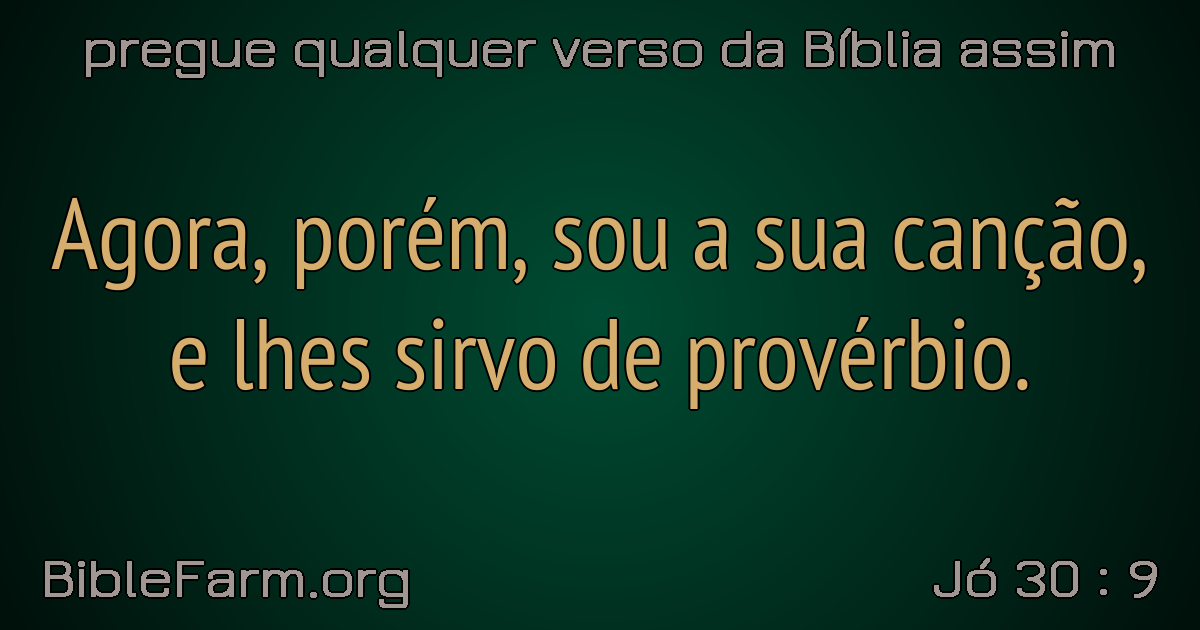 pregue qualquer verso da Bíblia assim
Agora, porém, sou a sua canção,
e lhes sirvo de provérbio.
BibleFarm.org
Jó 30 : 9